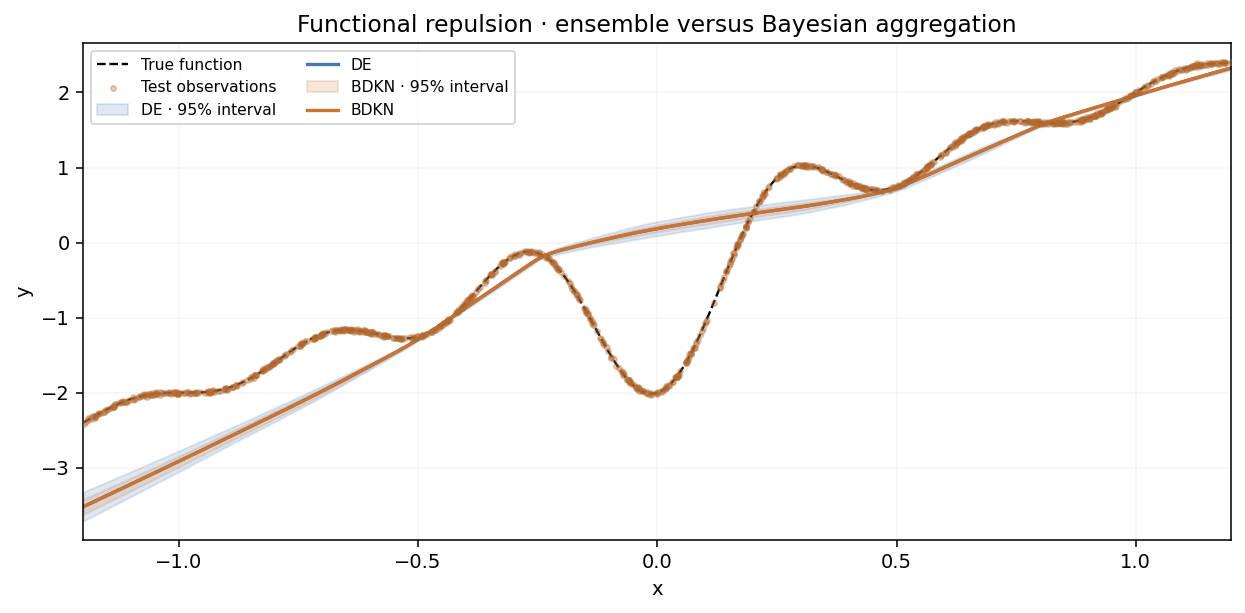 Functional repulsion · ensemble versus Bayesian aggregation
True function
Test observations
DE · 95% interval
DE
BDKN · 95% interval
BDKN
y
2
1
0
−1
−2
−3
−1.0
−0.5
0.0
0.5
1.0
x